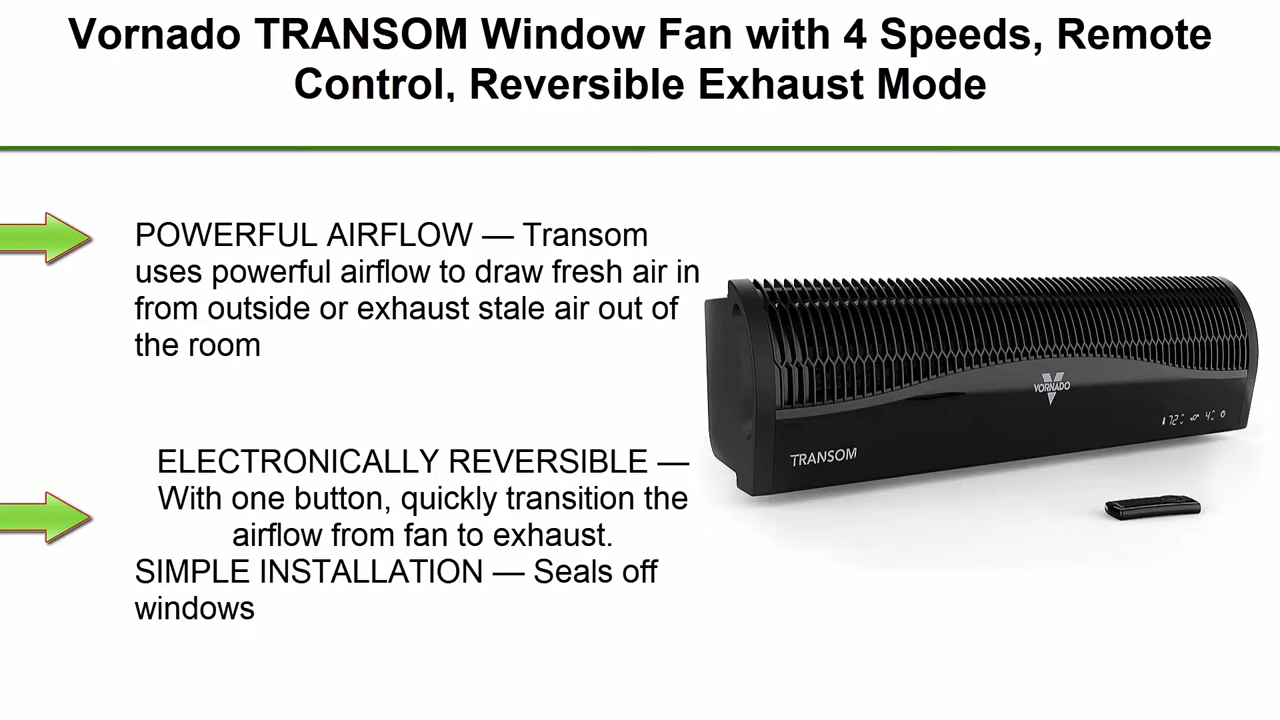 Vornado TRANSOM Window Fan with 4 Speeds, Remote
Control, Reversible Exhaust Mode
POWERFUL AIRFLOW — Transom
uses powerful airflow to draw fresh air in
from outside or exhaust stale air out of
the room
ELECTRONICALLY REVERSIBLE —
With one button, quickly transition the
airflow from fan to exhaust.
SIMPLE INSTALLATION — Seals off
windows
VORNADO
TRANSOM
72
4